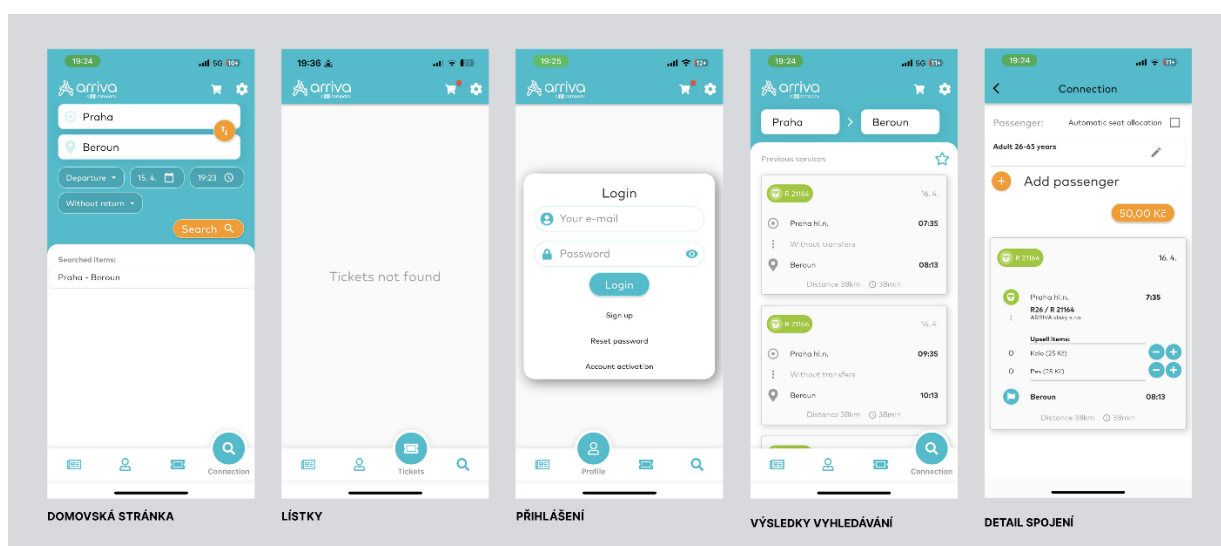 19:24
5G 10+
arriva
Praha
Beroun
Departure
15. 4.
19:23
Without return
Search
Searched items:
Praha - Beroun
Connection
DOMOVSKÁ STRÁNKA
19:36
arriva
Tickets not found
Tickets
LÍSTKY
19:25
12+
arriva
Login
Your e-mail
Password
Login
Sign up
Reset password
Account activation
Profile
PŘIHLÁŠENÍ
19:24
5G 11+
arriva
Praha > Beroun
Previous services
R 21164 16. 4.
Praha hl.n. 07:35
Without transfers
Beroun 08:13
Distance 38km 38min
R 21166 16. 4.
Praha hl.n. 09:35
Without transfers
Beroun 10:13
Distance 38km 38min
Connection
VÝSLEDKY VYHLEDÁVÁNÍ
19:24
11+
Connection
Passenger: Automatic seat allocation
Adult 26-65 years
Add passenger
50,00 Kč
R 21164 16. 4.
Praha hl.n. 7:35
R26 / R 21164
ARRIVA vlaky s.r.o.
Upsell items:
0 Kolo (25 Kč)
0 Pes (25 Kč)
Beroun 08:13
Distance 38km 38min
DETAIL SPOJENÍ